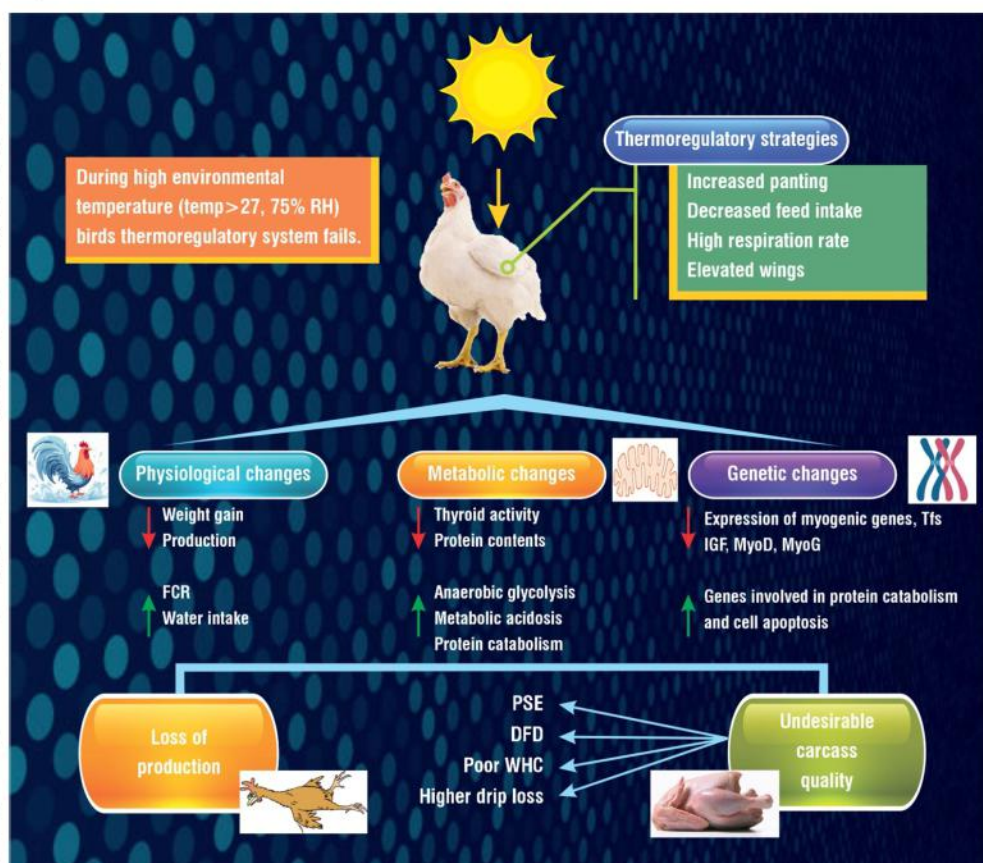 Thermoregulatory strategies
During high environmental
temperature (temp>27, 75% RH)
birds thermoregulatory system fails.
Increased panting
Decreased feed intake
High respiration rate
Elevated wings
Physiological changes
Weight gain
Production
FCR
Water intake
Metabolic changes
Thyroid activity
Protein contents
Anaerobic glycolysis
Metabolic acidosis
Protein catabolism
Genetic changes
Expression of myogenic genes, Tfs
IGF, MyoD, MyoG
Genes involved in protein catabolism
and cell apoptosis
Loss of
production
PSE
DFD
Poor WHC
Higher drip loss
Undesirable
carcass
quality